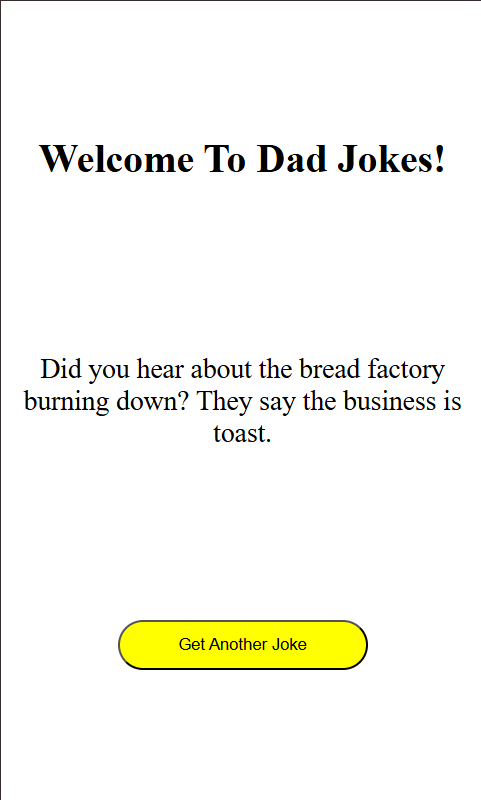 Welcome To Dad Jokes!
Did you hear about the bread factory
burning down? They say the business is
toast.
Get Another Joke